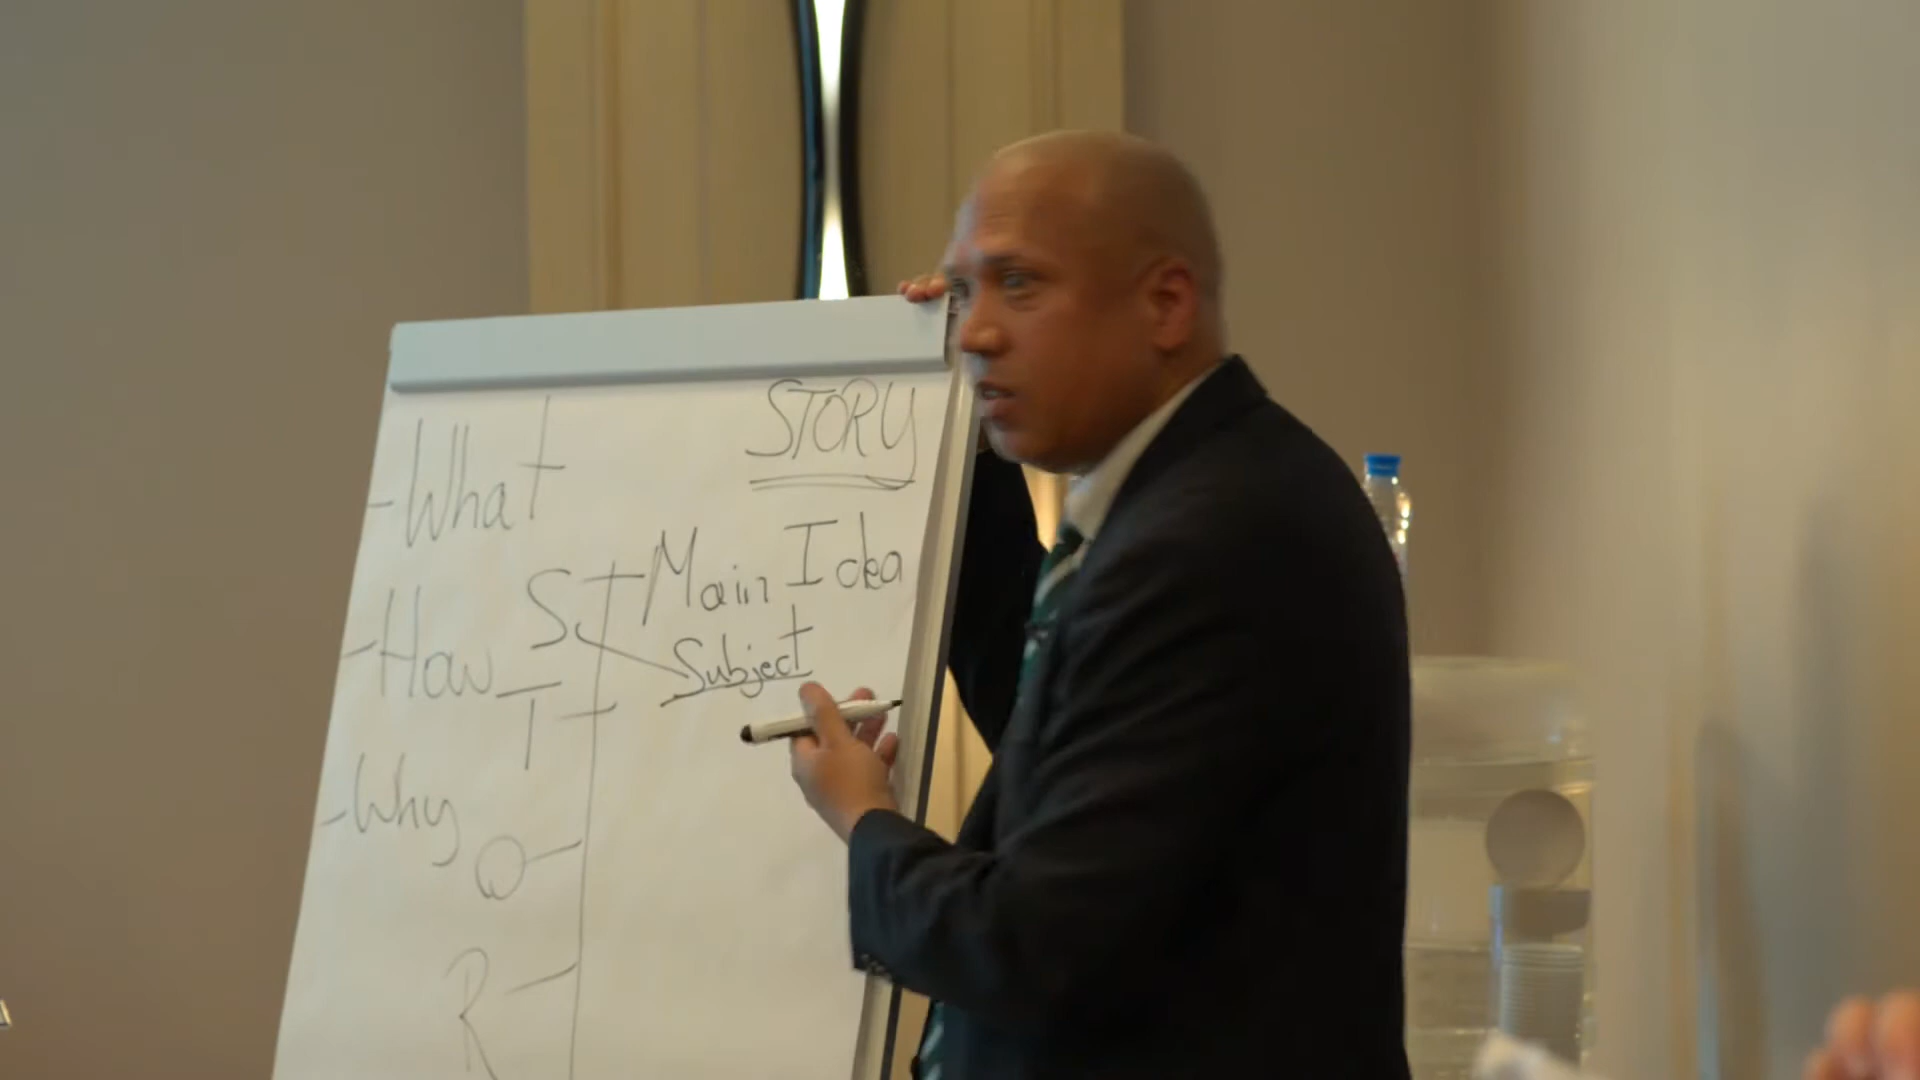 STORY
- What
S Main Idea
Subject
- How
T
- Why
O
R